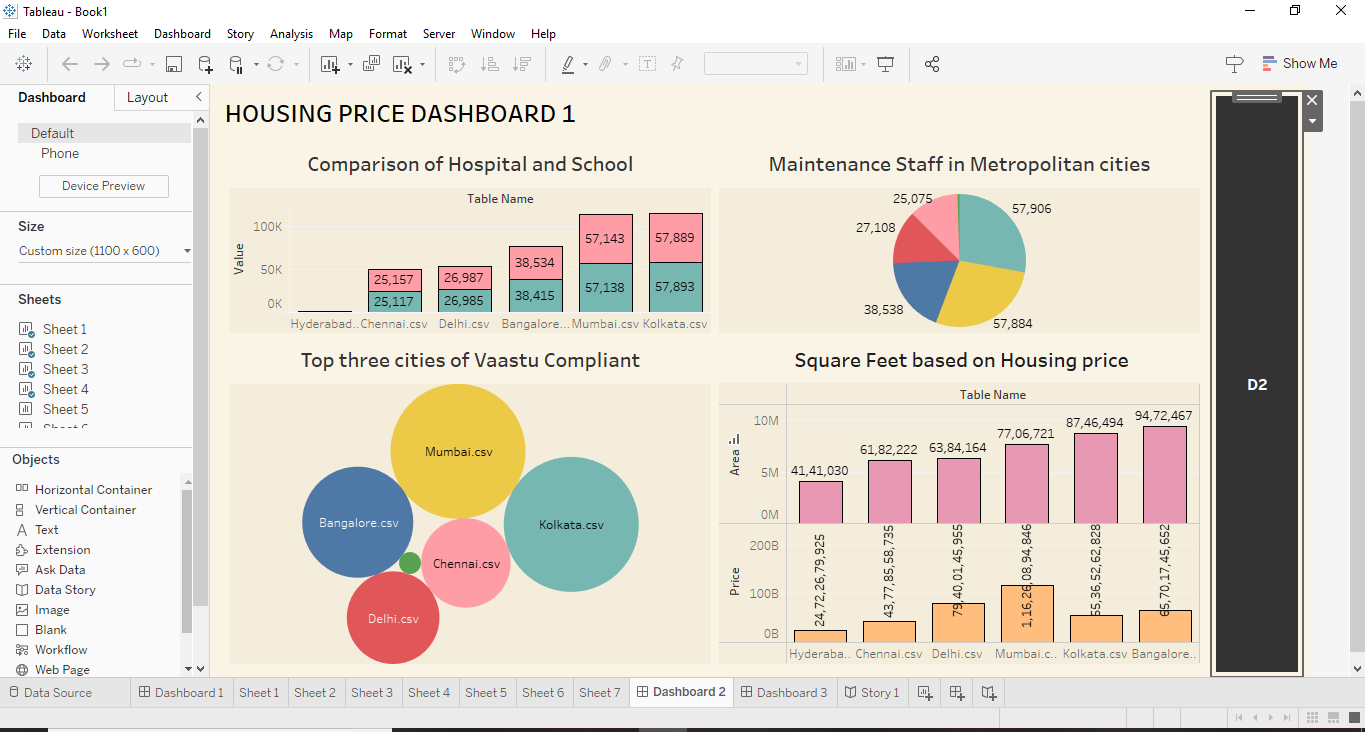 Tableau - Book1
File Data Worksheet Dashboard Story Analysis Map Format Server Window Help
Show Me
Dashboard Layout
Default
Phone
Device Preview
Size
Custom size (1100 x 600)
Sheets
Sheet 1
Sheet 2
Sheet 3
Sheet 4
Sheet 5
Objects
Horizontal Container
Vertical Container
Text
Extension
Ask Data
Data Story
Image
Blank
Workflow
Web Page
HOUSING PRICE DASHBOARD 1
Comparison of Hospital and School
Table Name
Value
100K
50K
0K
25,157
25,117
26,987
26,985
38,534
38,415
57,143
57,138
57,889
57,893
Hyderabad.. Chennai.csv Delhi.csv Bangalore... Mumbai.csv Kolkata.csv
Maintenance Staff in Metropolitan cities
25,075
57,906
27,108
38,538
57,884
Top three cities of Vaastu Compliant
Mumbai.csv
Bangalore.csv
Kolkata.csv
Chennai.csv
Delhi.csv
Square Feet based on Housing price
Table Name
Area
10M
5M
0M
41,41,030
61,82,222
63,84,164
77,06,721
87,46,494
94,72,467
Price
200B
100B
0B
24,72,26,79,925
43,77,85,58,735
79,40,01,45,955
1,16,26,08,94,846
55,36,52,62,828
65,70,17,45,652
Hyderaba.. Chennai.csv Delhi.csv Mumbai.c.. Kolkata.csv Bangalore..
D2
Data Source Dashboard 1 Sheet 1 Sheet 2 Sheet 3 Sheet 4 Sheet 5 Sheet 6 Sheet 7 Dashboard 2 Dashboard 3 Story 1